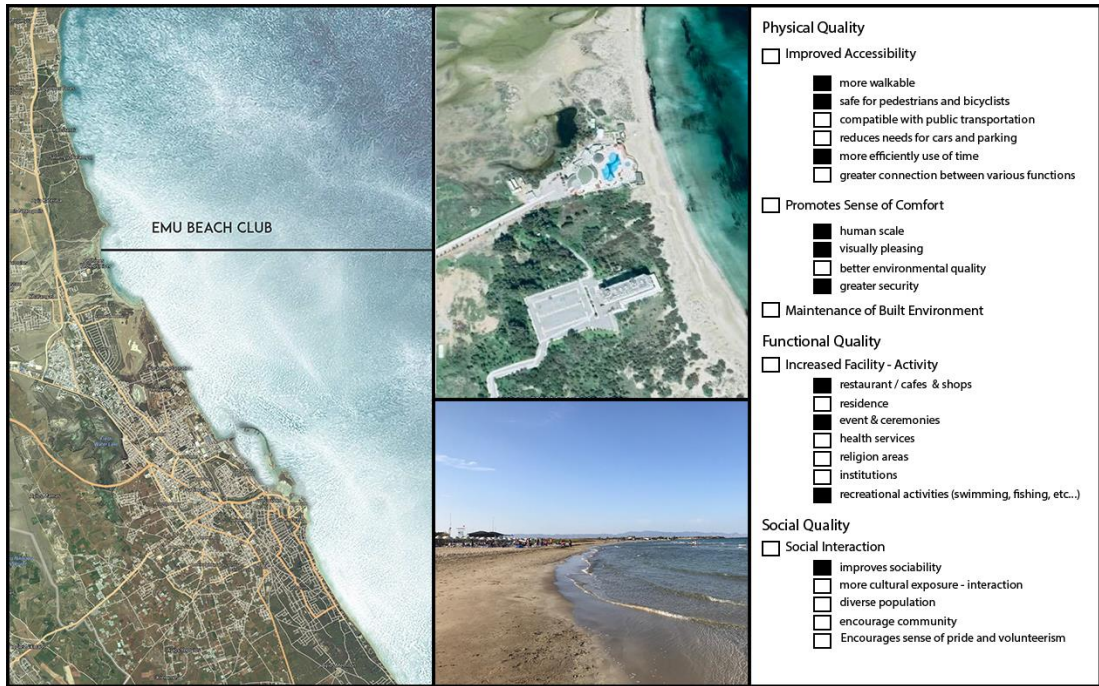 EMU BEACH CLUB
Physical Quality
Improved Accessibility
more walkable
safe for pedestrians and bicyclists
compatible with public transportation
reduces needs for cars and parking
more efficiently use of time
greater connection between various functions
Promotes Sense of Comfort
human scale
visually pleasing
better environmental quality
greater security
Maintenance of Built Environment
Functional Quality
Increased Facility - Activity
restaurant / cafes & shops
residence
event & ceremonies
health services
religion areas
institutions
recreational activities (swimming, fishing, etc...)
Social Quality
Social Interaction
improves sociability
more cultural exposure - interaction
diverse population
encourage community
Encourages sense of pride and volunteerism